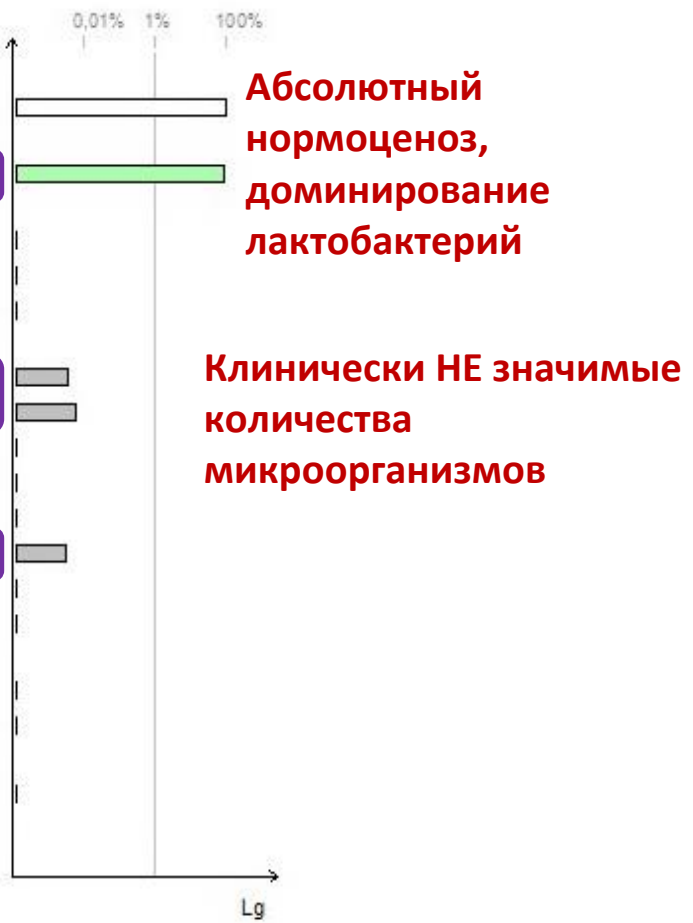 0,01% 1% 100%
Абсолютный
нормоценоз,
доминирование
лактобактерий
Клинически НЕ значимые
количества
микроорганизмов
Lg